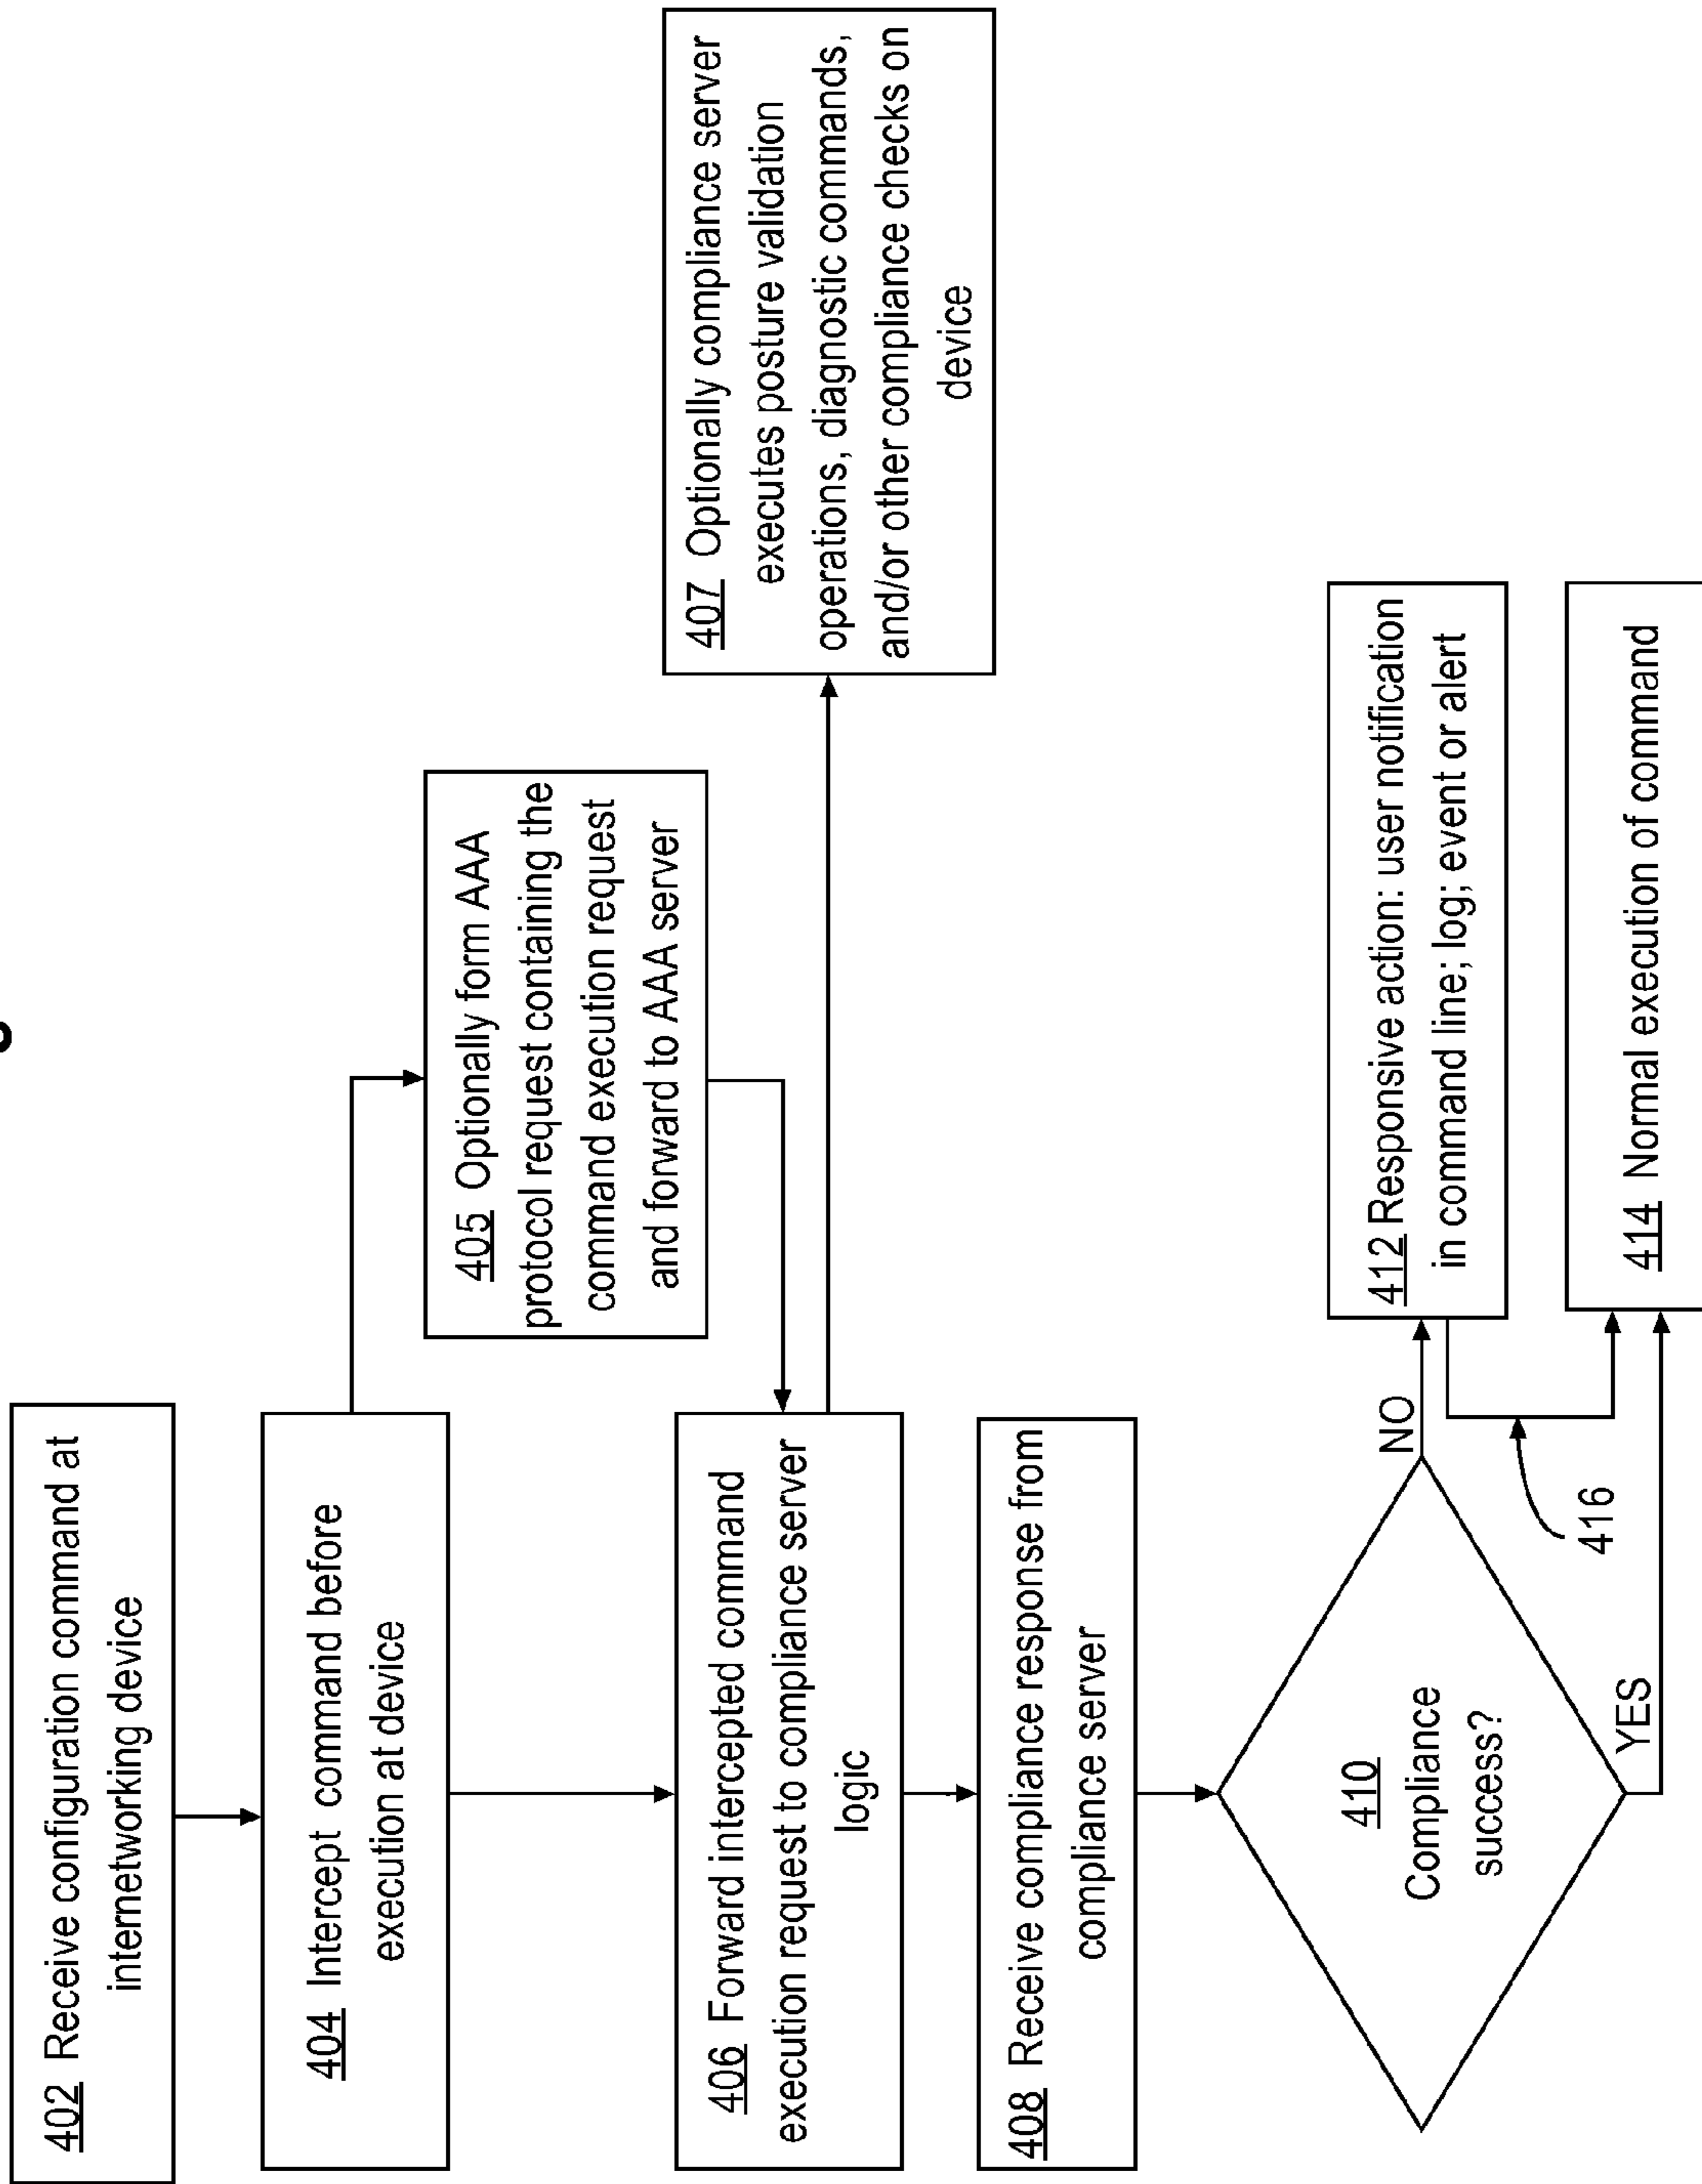 402 Receive configuration command at
internetworking device
404 Intercept command before
execution at device
405 Optionally form AAA
protocol request containing the
command execution request
and forward to AAA server
406 Forward intercepted command
execution request to compliance server
logic
407 Optionally compliance server
executes posture validation
operations, diagnostic commands,
and/or other compliance checks on
device
408 Receive compliance response from
compliance server
410
Compliance
success?
NO
YES
412 Responsive action: user notification
in command line; log; event or alert
416
414 Normal execution of command